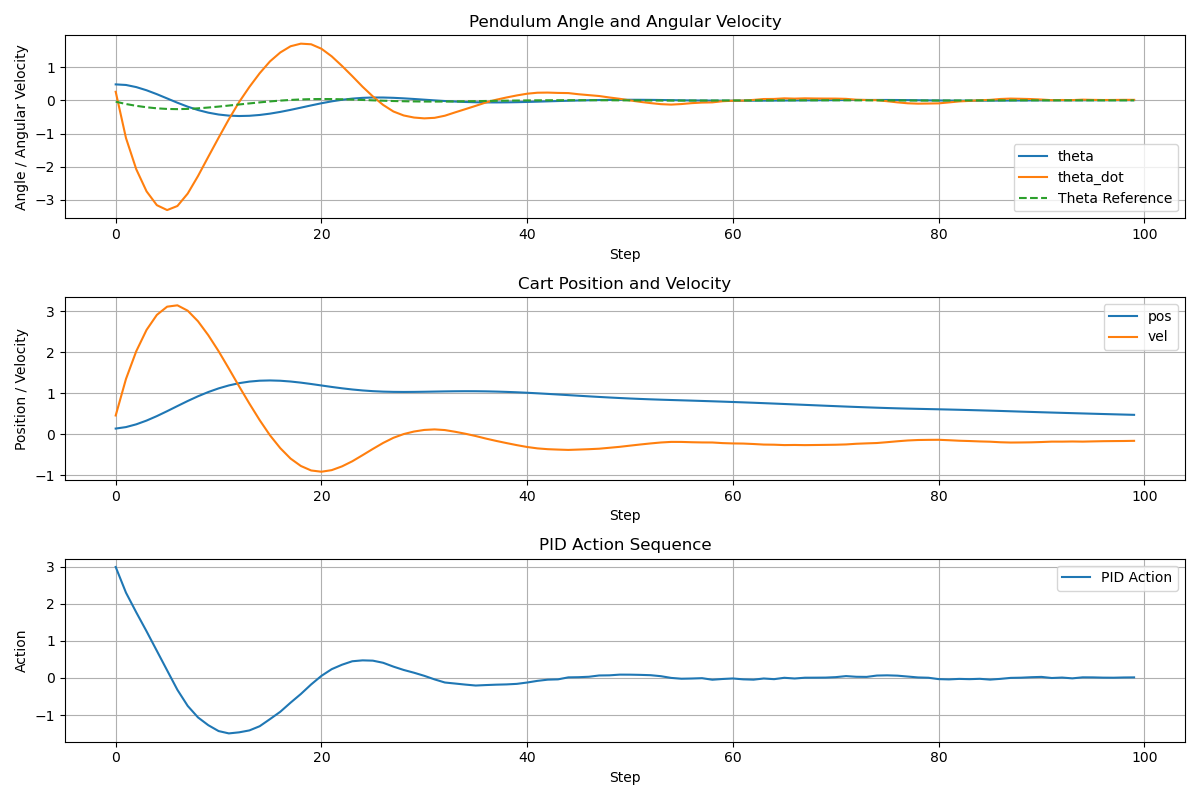 Pendulum Angle and Angular Velocity
Angle / Angular Velocity
1
0
−1
−2
−3
theta
theta_dot
Theta Reference
0 20 40 60 80 100
Step
Cart Position and Velocity
Position / Velocity
3
2
1
0
−1
pos
vel
0 20 40 60 80 100
Step
PID Action Sequence
Action
3
2
1
0
−1
PID Action
0 20 40 60 80 100
Step